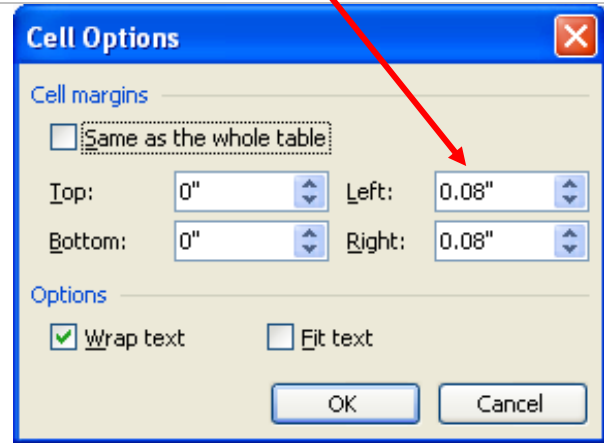 Cell Options
Cell margins
Same as the whole table
Top: 0" Left: 0.08"
Bottom: 0" Right: 0.08"
Options
Wrap text Fit text
OK Cancel